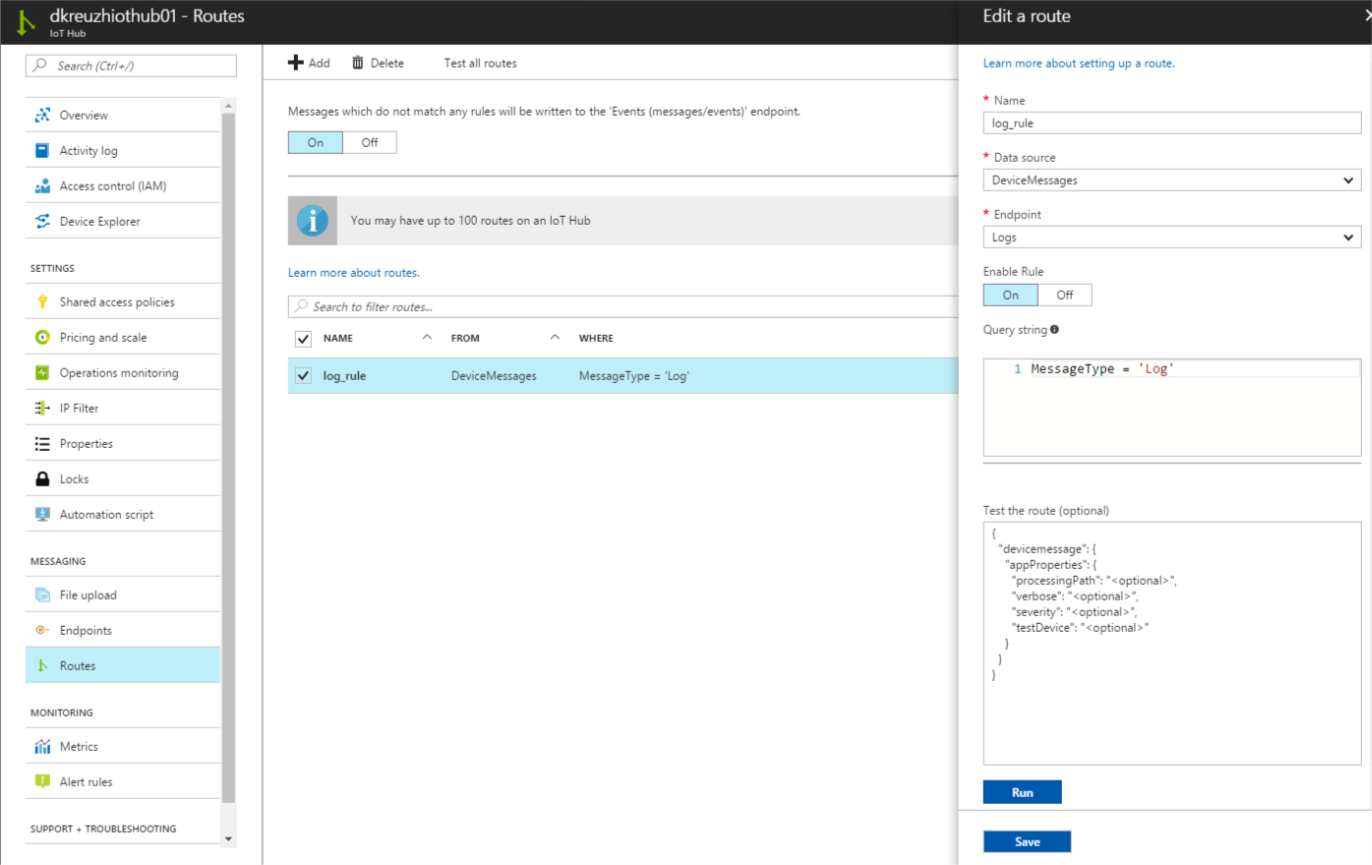 dkreuzhiothub01 - Routes
IoT Hub
Search (Ctrl+/)
Overview
Activity log
Access control (IAM)
Device Explorer
SETTINGS
Shared access policies
Pricing and scale
Operations monitoring
IP Filter
Properties
Locks
Automation script
MESSAGING
File upload
Endpoints
Routes
MONITORING
Metrics
Alert rules
SUPPORT + TROUBLESHOOTING
Add Delete Test all routes
Messages which do not match any rules will be written to the 'Events (messages/events)' endpoint.
On Off
You may have up to 100 routes on an IoT Hub
Learn more about routes.
Search to filter routes...
NAME FROM WHERE
log_rule DeviceMessages MessageType = 'Log'
Edit a route
Learn more about setting up a route.
* Name
log_rule
* Data source
DeviceMessages
* Endpoint
Logs
Enable Rule
On Off
Query string
1 MessageType = 'Log'
Test the route (optional)
{
"devicemessage": {
"appProperties": {
"processingPath": "<optional>",
"verbose": "<optional>",
"severity": "<optional>",
"testDevice": "<optional>"
}
}
}
Run
Save